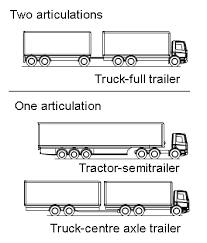 Two articulations
Truck-full trailer
One articulation
Tractor-semitrailer
Truck-centre axle trailer